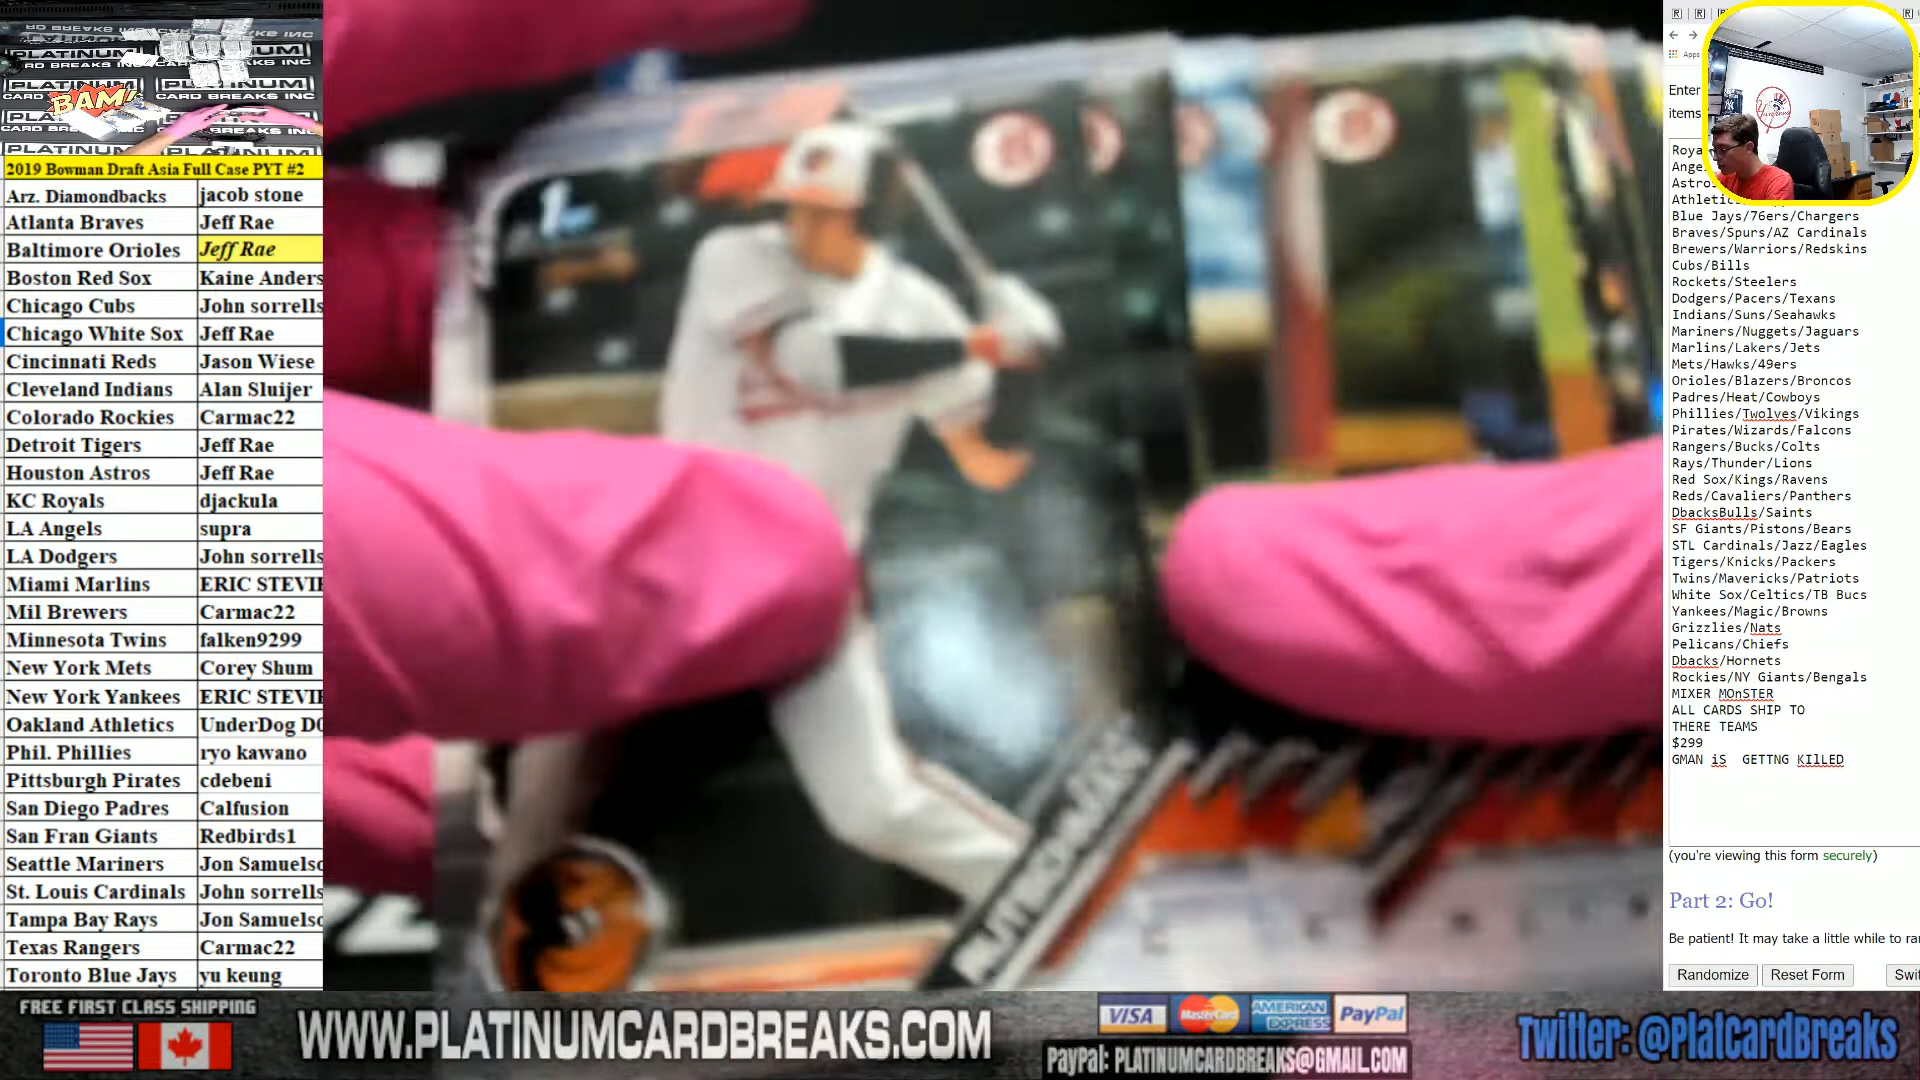 PLATINUM
CARD BREAKS INC
BAM!
2019 Bowman Draft Asia Full Case PYT #2
Arz. Diamondbacks jacob stone
Atlanta Braves Jeff Rae
Baltimore Orioles Jeff Rae
Boston Red Sox Kaine Anders
Chicago Cubs John sorrells
Chicago White Sox Jeff Rae
Cincinnati Reds Jason Wiese
Cleveland Indians Alan Sluijer
Colorado Rockies Carmac22
Detroit Tigers Jeff Rae
Houston Astros Jeff Rae
KC Royals djackula
LA Angels supra
LA Dodgers John sorrells
Miami Marlins ERIC STEVIE
Mil Brewers Carmac22
Minnesota Twins falken9299
New York Mets Corey Shum
New York Yankees ERIC STEVIE
Oakland Athletics UnderDog D
Phil. Phillies ryo kawano
Pittsburgh Pirates cdebeni
San Diego Padres Calfusion
San Fran Giants Redbirds1
Seattle Mariners Jon Samuelso
St. Louis Cardinals John sorrells
Tampa Bay Rays Jon Samuelso
Texas Rangers Carmac22
Toronto Blue Jays yu keung
Apps
Enter
items
Roya
Ange
Astro
Athletic
Blue Jays/76ers/Chargers
Braves/Spurs/AZ Cardinals
Brewers/Warriors/Redskins
Cubs/Bills
Rockets/Steelers
Dodgers/Pacers/Texans
Indians/Suns/Seahawks
Mariners/Nuggets/Jaguars
Marlins/Lakers/Jets
Mets/Hawks/49ers
Orioles/Blazers/Broncos
Padres/Heat/Cowboys
Phillies/Twolves/Vikings
Pirates/Wizards/Falcons
Rangers/Bucks/Colts
Rays/Thunder/Lions
Red Sox/Kings/Ravens
Reds/Cavaliers/Panthers
DbacksBulls/Saints
SF Giants/Pistons/Bears
STL Cardinals/Jazz/Eagles
Tigers/Knicks/Packers
Twins/Mavericks/Patriots
White Sox/Celtics/TB Bucs
Yankees/Magic/Browns
Grizzlies/Nats
Pelicans/Chiefs
Dbacks/Hornets
Rockies/NY Giants/Bengals
MIXER MOnSTER
ALL CARDS SHIP TO
THERE TEAMS
$299
GMAN iS GETTNG KIlLED
(you're viewing this form securely)
Part 2: Go!
Be patient! It may take a little while to ra
Randomize Reset Form Swit
FREE FIRST CLASS SHIPPING
WWW.PLATINUMCARDBREAKS.COM
VISA MasterCard AMERICAN EXPRESS PayPal
PayPal: PLATINUMCARDBREAKS@GMAIL.COM
Twitter: @PlatCardBreaks